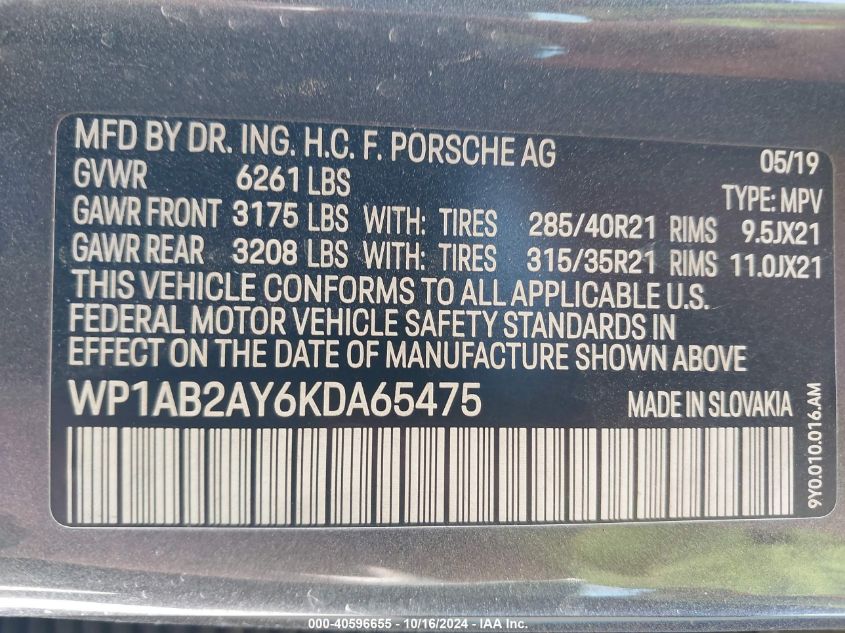 MFD BY DR. ING. H.C. F. PORSCHE AG 05/19
GVWR 6261 LBS TYPE: MPV
GAWR FRONT 3175 LBS WITH: TIRES 285/40R21 RIMS 9.5JX21
GAWR REAR 3208 LBS WITH: TIRES 315/35R21 RIMS 11.0JX21
THIS VEHICLE CONFORMS TO ALL APPLICABLE U.S.
FEDERAL MOTOR VEHICLE SAFETY STANDARDS IN
EFFECT ON THE DATE OF MANUFACTURE SHOWN ABOVE.
WP1AB2AY6KDA65475 MADE IN SLOVAKIA
9Y0.010.016.AM
000-40596655 - 10/16/2024 - IAA Inc.